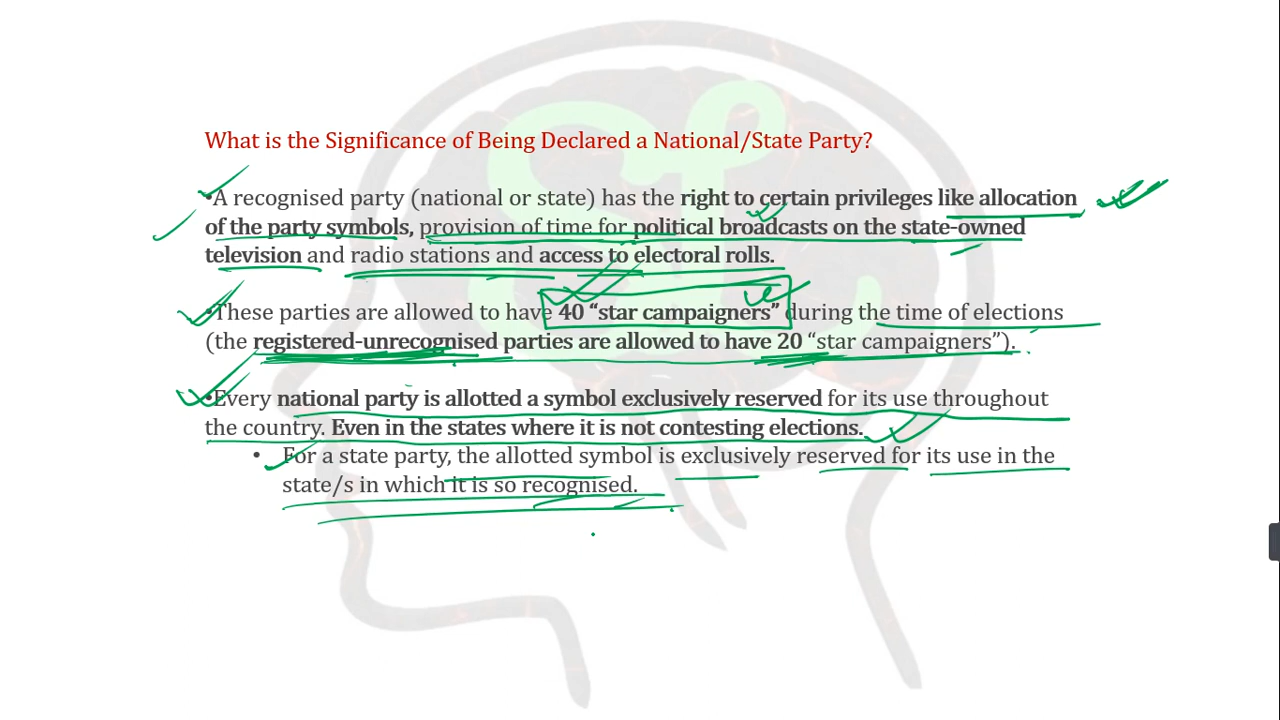 What is the Significance of Being Declared a National/State Party?
•A recognised party (national or state) has the right to certain privileges like allocation
of the party symbols, provision of time for political broadcasts on the state-owned
television and radio stations and access to electoral rolls.
•These parties are allowed to have 40 “star campaigners” during the time of elections
(the registered-unrecognised parties are allowed to have 20 “star campaigners”).
•Every national party is allotted a symbol exclusively reserved for its use throughout
the country. Even in the states where it is not contesting elections.
• For a state party, the allotted symbol is exclusively reserved for its use in the
state/s in which it is so recognised.